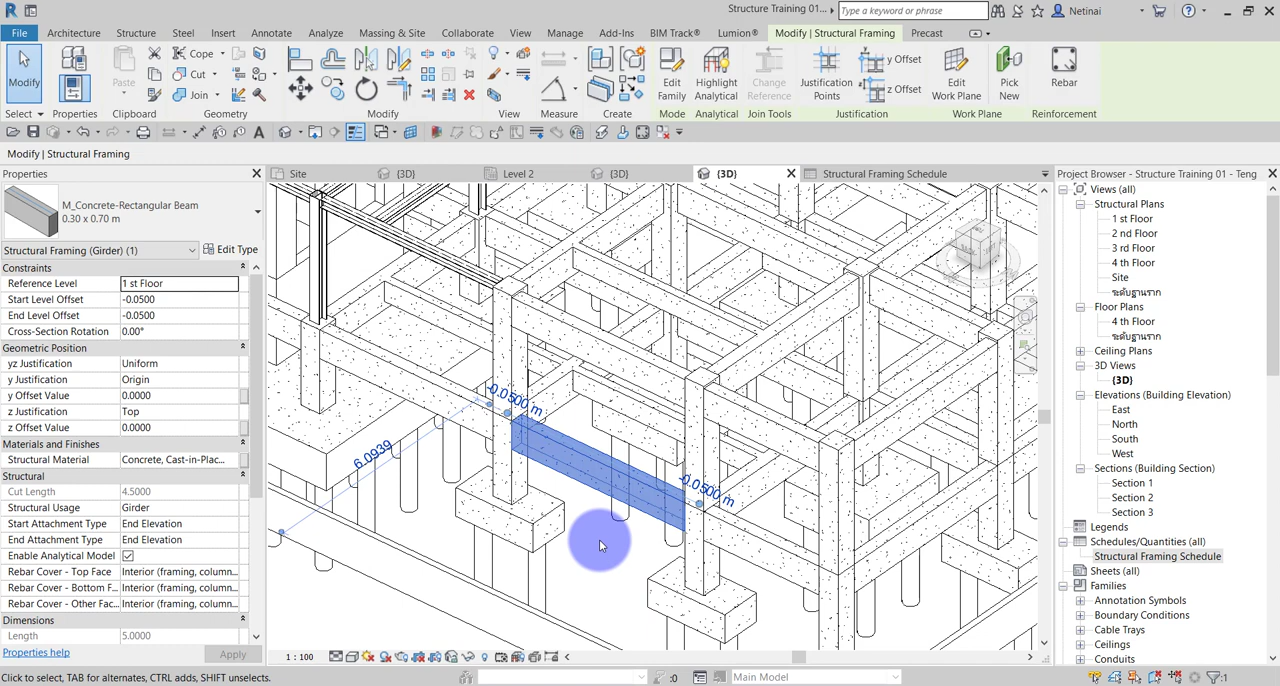 Structure Training 01...
Type a keyword or phrase
Netinai
File
Architecture
Structure
Steel
Insert
Annotate
Analyze
Massing & Site
Collaborate
View
Manage
Add-Ins
BIM Track®
Lumion®
Modify | Structural Framing
Precast
Modify
Paste
Cope
Cut
Join
Edit Family
Highlight Analytical
Change Reference
Justification Points
y Offset
z Offset
Edit Work Plane
Pick New
Rebar
Select
Properties
Clipboard
Geometry
Modify
View
Measure
Create
Mode
Analytical
Join Tools
Justification
Work Plane
Reinforcement
Modify | Structural Framing
Properties
M_Concrete-Rectangular Beam
0.30 x 0.70 m
Structural Framing (Girder) (1)
Edit Type
Constraints
Reference Level 1 st Floor
Start Level Offset -0.0500
End Level Offset -0.0500
Cross-Section Rotation 0.00°
Geometric Position
yz Justification Uniform
y Justification Origin
y Offset Value 0.0000
z Justification Top
z Offset Value 0.0000
Materials and Finishes
Structural Material Concrete, Cast-in-Plac...
Structural
Cut Length 4.5000
Structural Usage Girder
Start Attachment Type End Elevation
End Attachment Type End Elevation
Enable Analytical Model
Rebar Cover - Top Face Interior (framing, column...
Rebar Cover - Bottom F... Interior (framing, column...
Rebar Cover - Other Fac... Interior (framing, column...
Dimensions
Length 5.0000
Properties help
Apply
Site
{3D}
Level 2
{3D}
{3D}
Structural Framing Schedule
-0.0500 m
6.0939
-0.0500 m
1 : 100
Project Browser - Structure Training 01 - Teng
Views (all)
Structural Plans
1 st Floor
2 nd Floor
3 rd Floor
4 th Floor
Site
ระดับฐานราก
Floor Plans
4 th Floor
ระดับฐานราก
Ceiling Plans
3D Views
{3D}
Elevations (Building Elevation)
East
North
South
West
Sections (Building Section)
Section 1
Section 2
Section 3
Legends
Schedules/Quantities (all)
Structural Framing Schedule
Sheets (all)
Families
Annotation Symbols
Boundary Conditions
Cable Trays
Ceilings
Conduits
Click to select, TAB for alternates, CTRL adds, SHIFT unselects.
:0
Main Model
:1